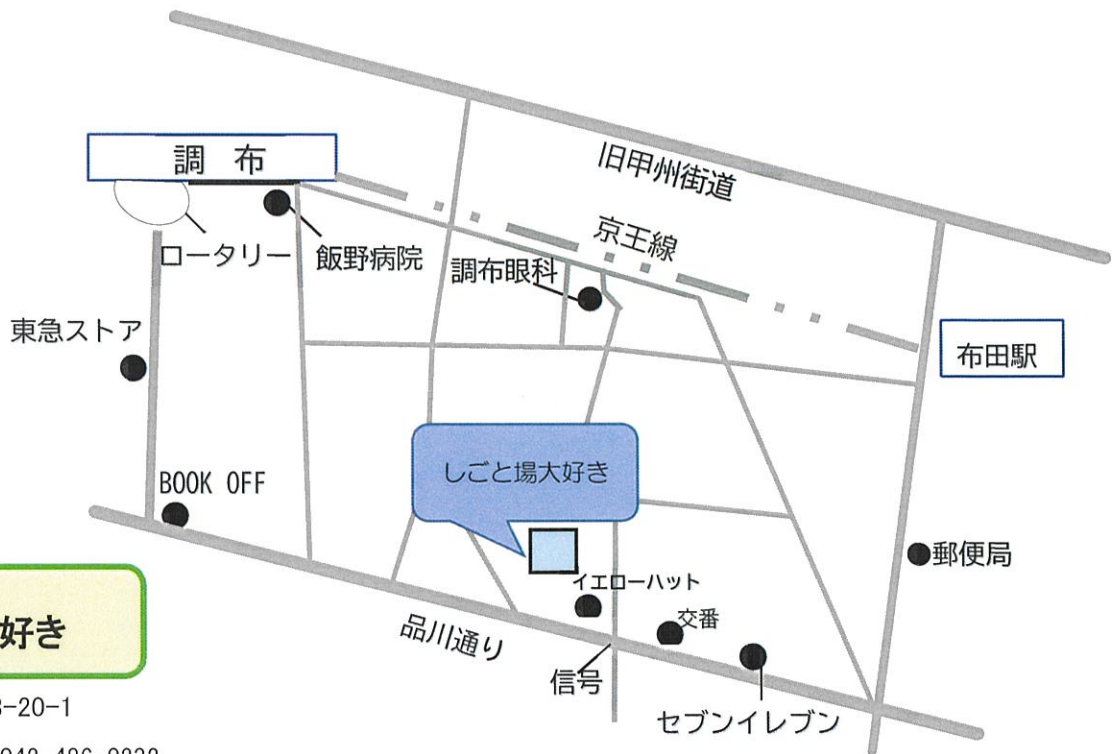 旧甲州街道
調 布
京王線
ロータリー
飯野病院
調布眼科
東急ストア
布田駅
しごと場大好き
BOOK OFF
イエローハット
郵便局
交番
好き
品川通り
信号
セブンイレブン
3-20-1